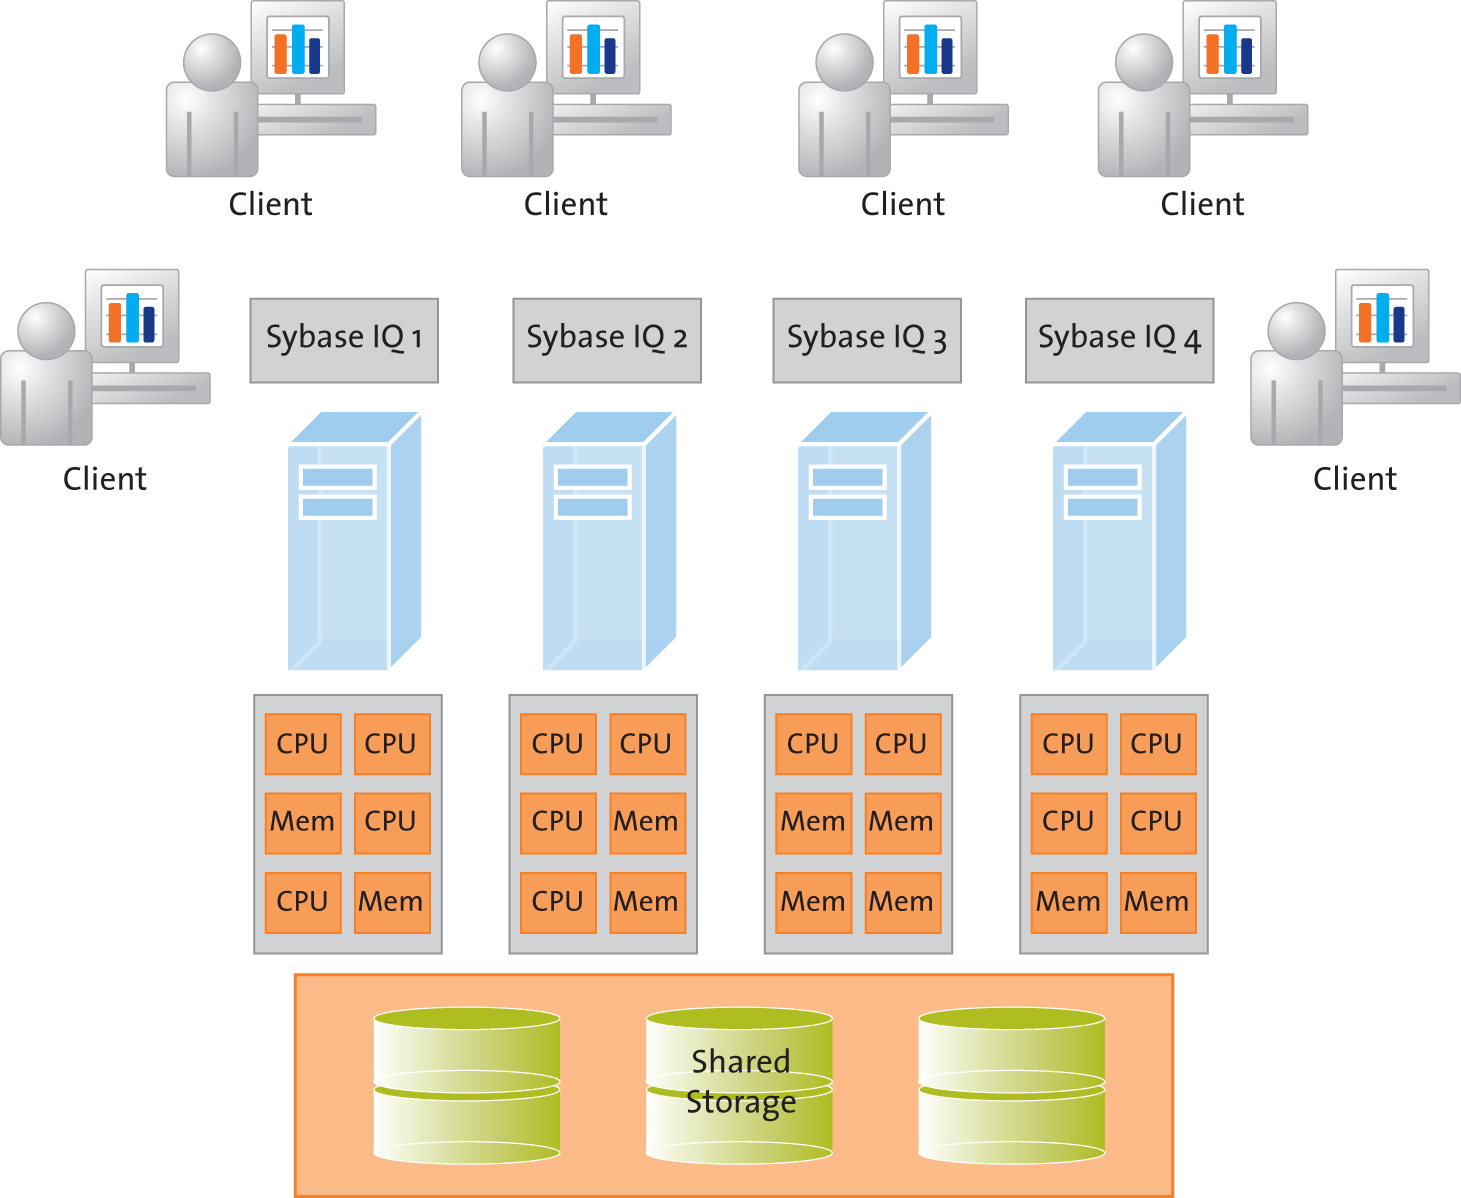 Client
Client
Client
Client
Sybase IQ 1
Sybase IQ 2
Sybase IQ 3
Sybase IQ 4
Client
Client
CPU CPU
Mem CPU
CPU Mem
CPU CPU
CPU Mem
CPU Mem
CPU CPU
Mem Mem
Mem Mem
CPU CPU
CPU CPU
Mem Mem
Shared
Storage